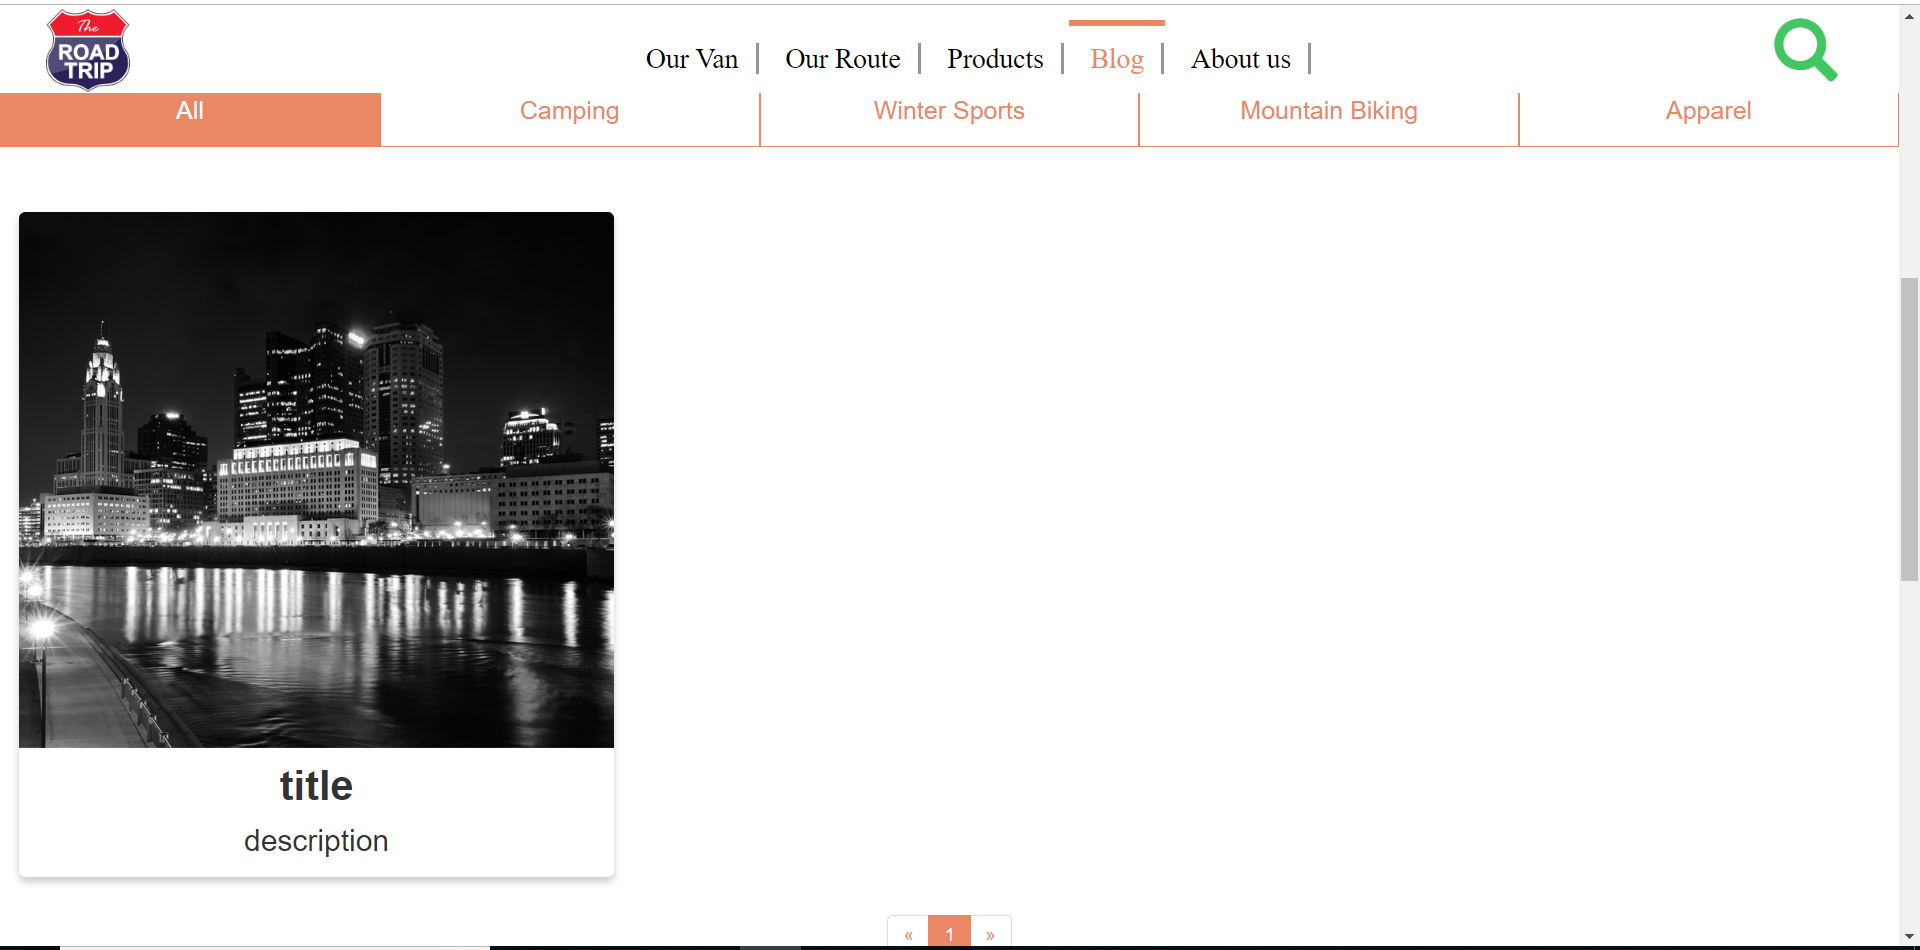 The
ROAD
TRIP
Our Van
Our Route
Products
Blog
About us
All
Camping
Winter Sports
Mountain Biking
Apparel
title
description
« 1 »